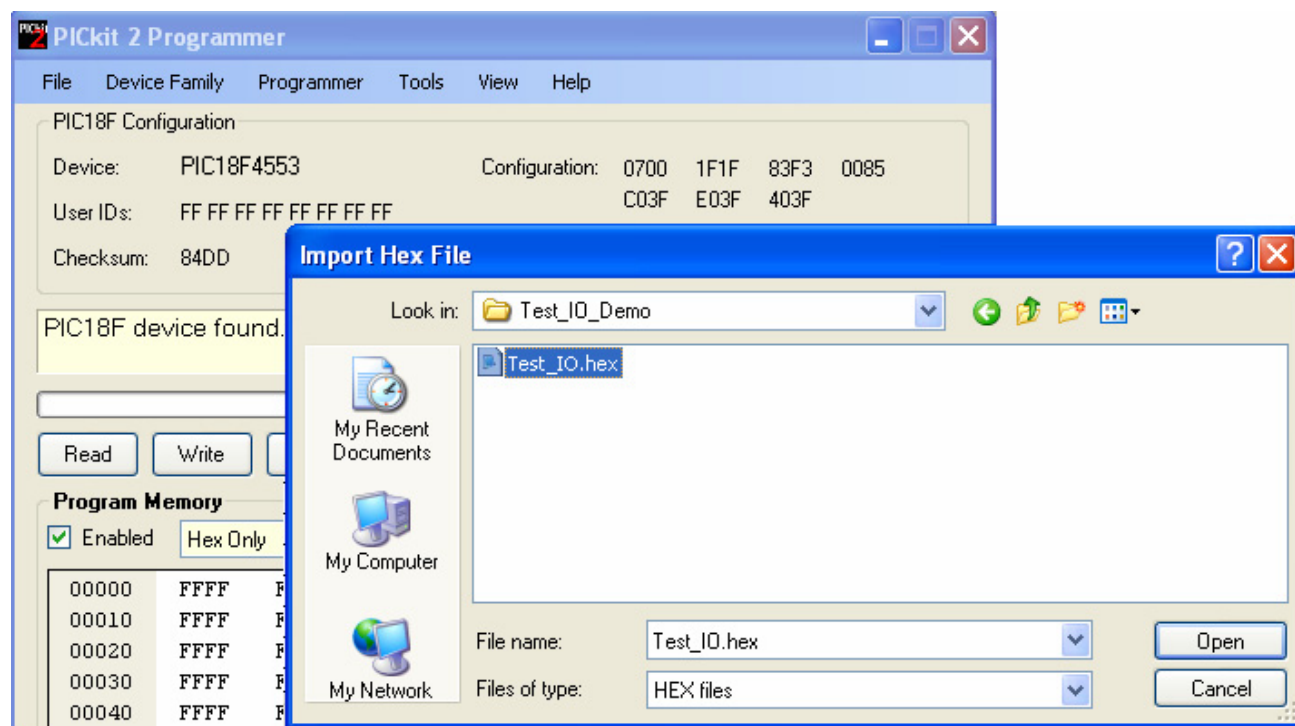 PICkit 2 Programmer
File Device Family Programmer Tools View Help
PIC18F Configuration
Device: PIC18F4553 Configuration: 0700 1F1F 83F3 0085
C03F E03F 403F
User IDs: FF FF FF FF FF FF FF FF
Checksum: 84DD
PIC18F device found.
Read Write
Program Memory
Enabled Hex Only
00000 FFFF
00010 FFFF
00020 FFFF
00030 FFFF
00040 FFFF
Import Hex File
Look in: Test_IO_Demo
Test_IO.hex
My Recent
Documents
My Computer
My Network
File name: Test_IO.hex Open
Files of type: HEX files Cancel